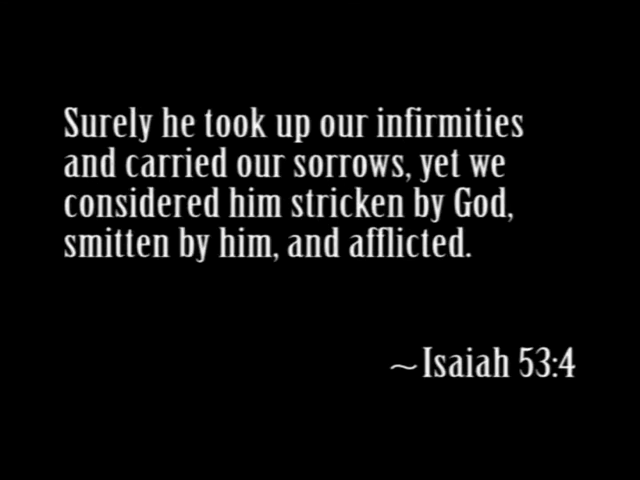 Surely he took up our infirmities
and carried our sorrows, yet we
considered him stricken by God,
smitten by him, and afflicted.
~Isaiah 53:4